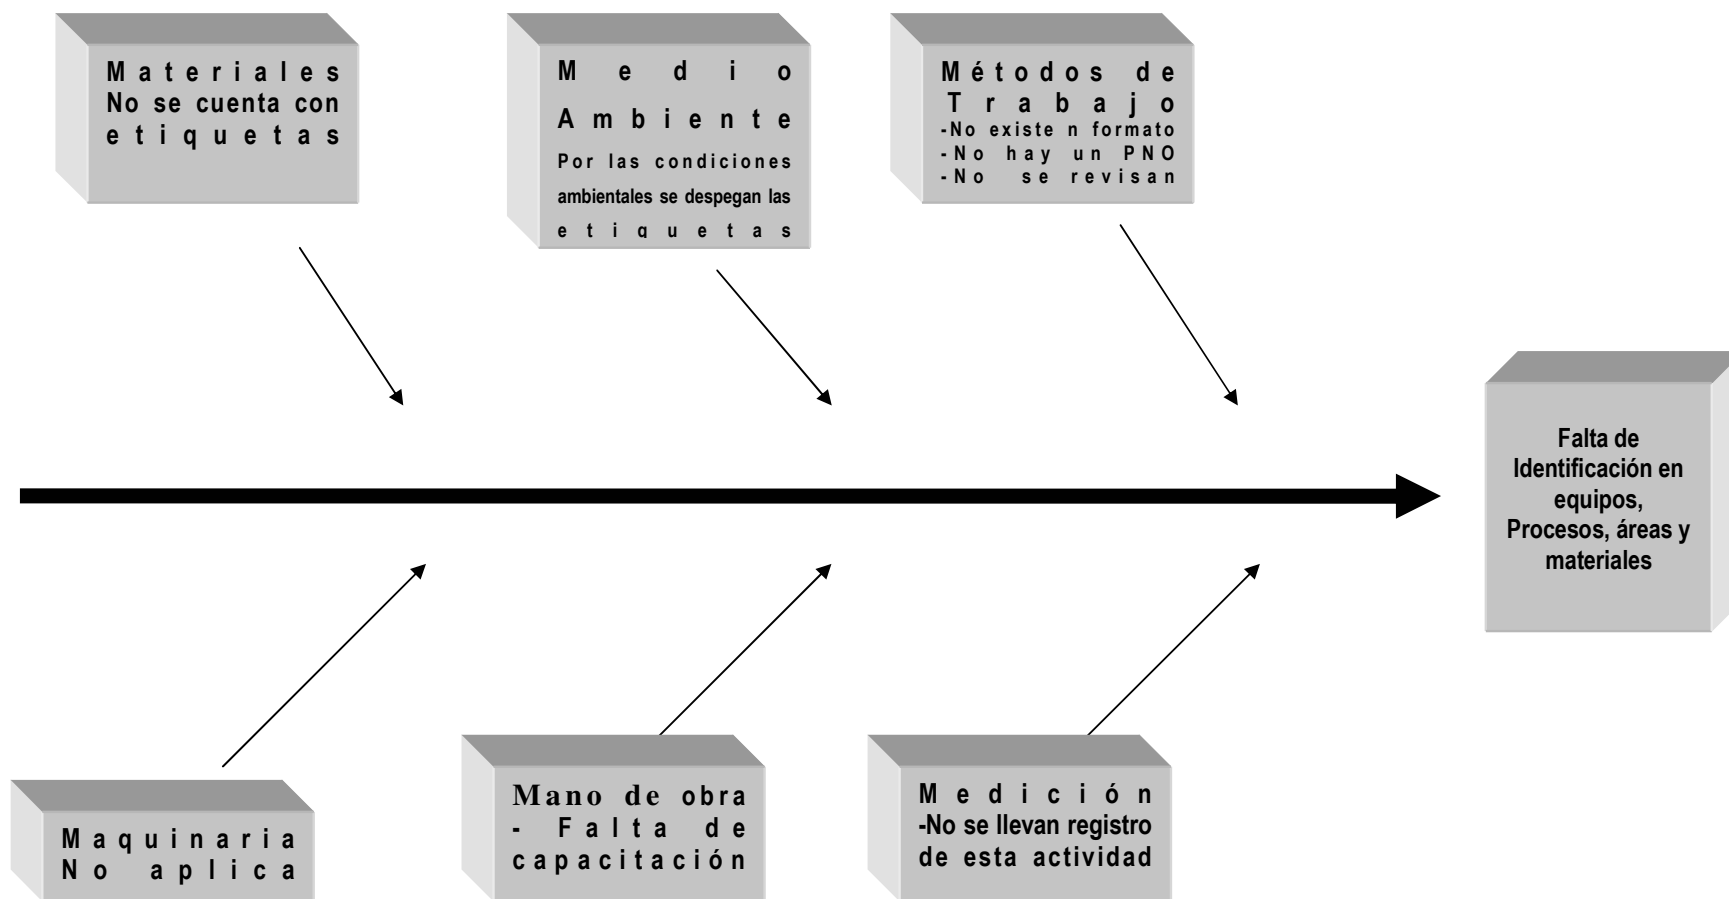 Materiales
No se cuenta con
etiquetas
Medio
Ambiente
Por las condiciones
ambientales se despegan las
etiquetas
Métodos de
Trabajo
-No existe n formato
-No hay un PNO
-No se revisan
Falta de
Identificación en
equipos,
Procesos, áreas y
materiales
Maquinaria
No aplica
Mano de obra
- Falta de
capacitación
Medición
-No se llevan registro
de esta actividad